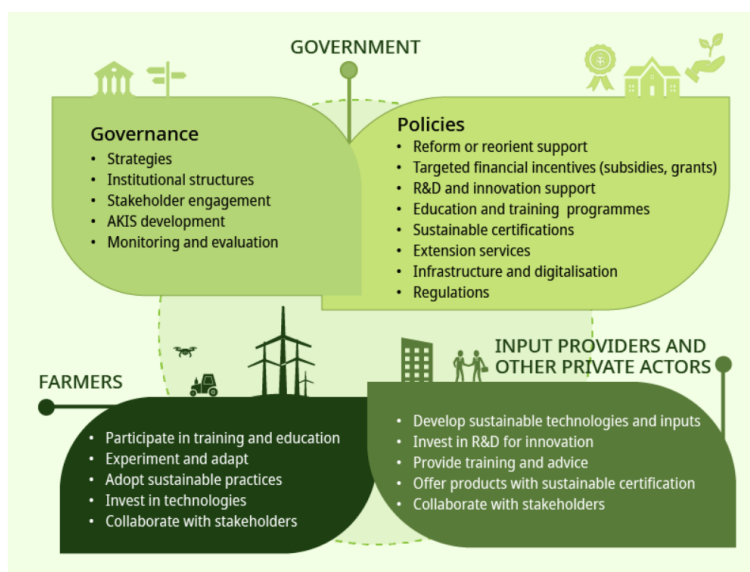 GOVERNMENT
Governance
• Strategies
• Institutional structures
• Stakeholder engagement
• AKIS development
• Monitoring and evaluation
Policies
• Reform or reorient support
• Targeted financial incentives (subsidies, grants)
• R&D and innovation support
• Education and training programmes
• Sustainable certifications
• Extension services
• Infrastructure and digitalisation
• Regulations
FARMERS
• Participate in training and education
• Experiment and adapt
• Adopt sustainable practices
• Invest in technologies
• Collaborate with stakeholders
INPUT PROVIDERS AND
OTHER PRIVATE ACTORS
• Develop sustainable technologies and inputs
• Invest in R&D for innovation
• Provide training and advice
• Offer products with sustainable certification
• Collaborate with stakeholders